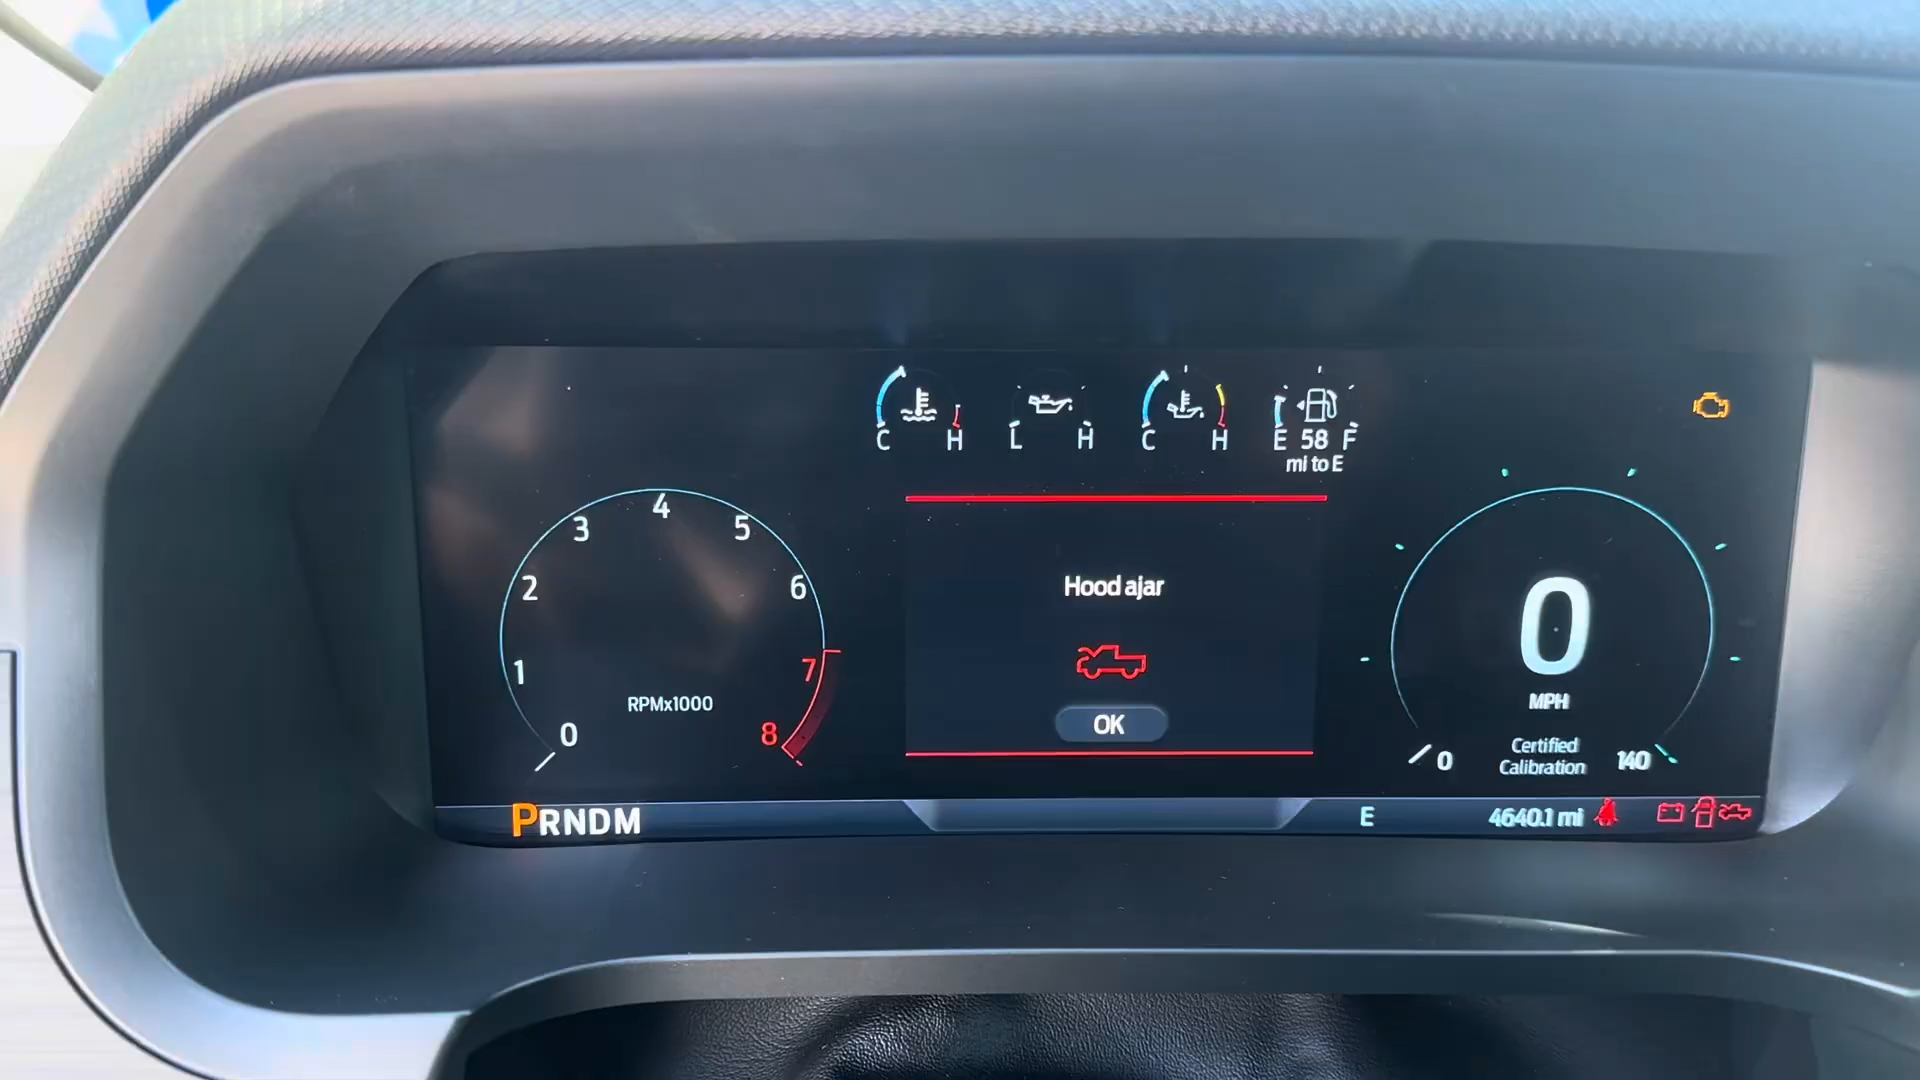 C H
L H
C H
E 58 F
mi to E
0 1 2 3 4 5 6 7 8
RPMx1000
Hood ajar
OK
0
MPH
Certified
Calibration
0 140
PRNDM
E
4640.1 mi